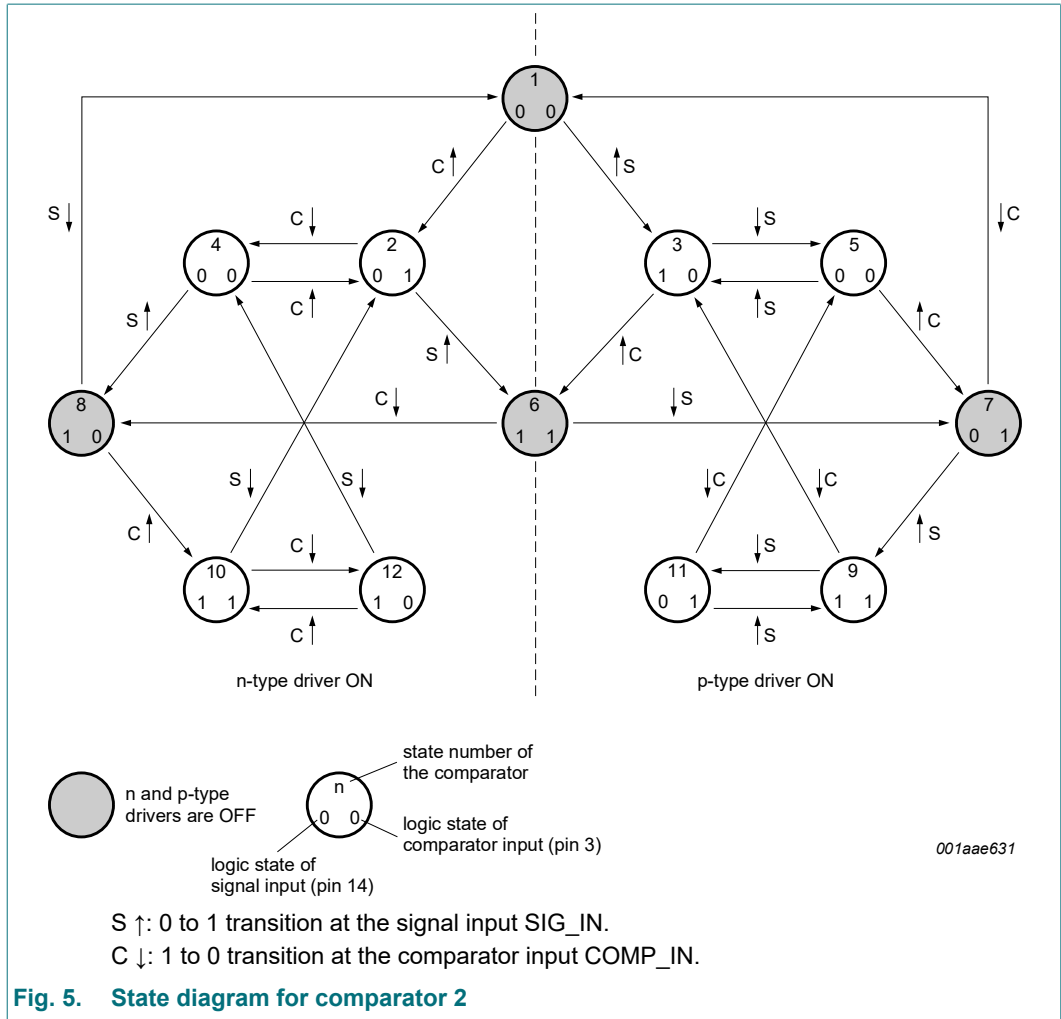 1
0 0
C ↑
↑ S
S ↓
↓ C
C ↓
↓ S
4
0 0
2
0 1
3
1 0
5
0 0
C ↑
↑ S
S ↑
S ↑
↑ C
↑ C
8
1 0
C ↓
6
1 1
↓ S
7
0 1
S ↓
S ↓
↓ C
↓ C
C ↑
↑ S
C ↓
↓ S
10
1 1
12
1 0
11
0 1
9
1 1
C ↑
↑ S
n-type driver ON
p-type driver ON
n and p-type
drivers are OFF
n
0 0
state number of
the comparator
logic state of
comparator input (pin 3)
logic state of
signal input (pin 14)
001aae631
S ↑: 0 to 1 transition at the signal input SIG_IN.
C ↓: 1 to 0 transition at the comparator input COMP_IN.
Fig. 5. State diagram for comparator 2